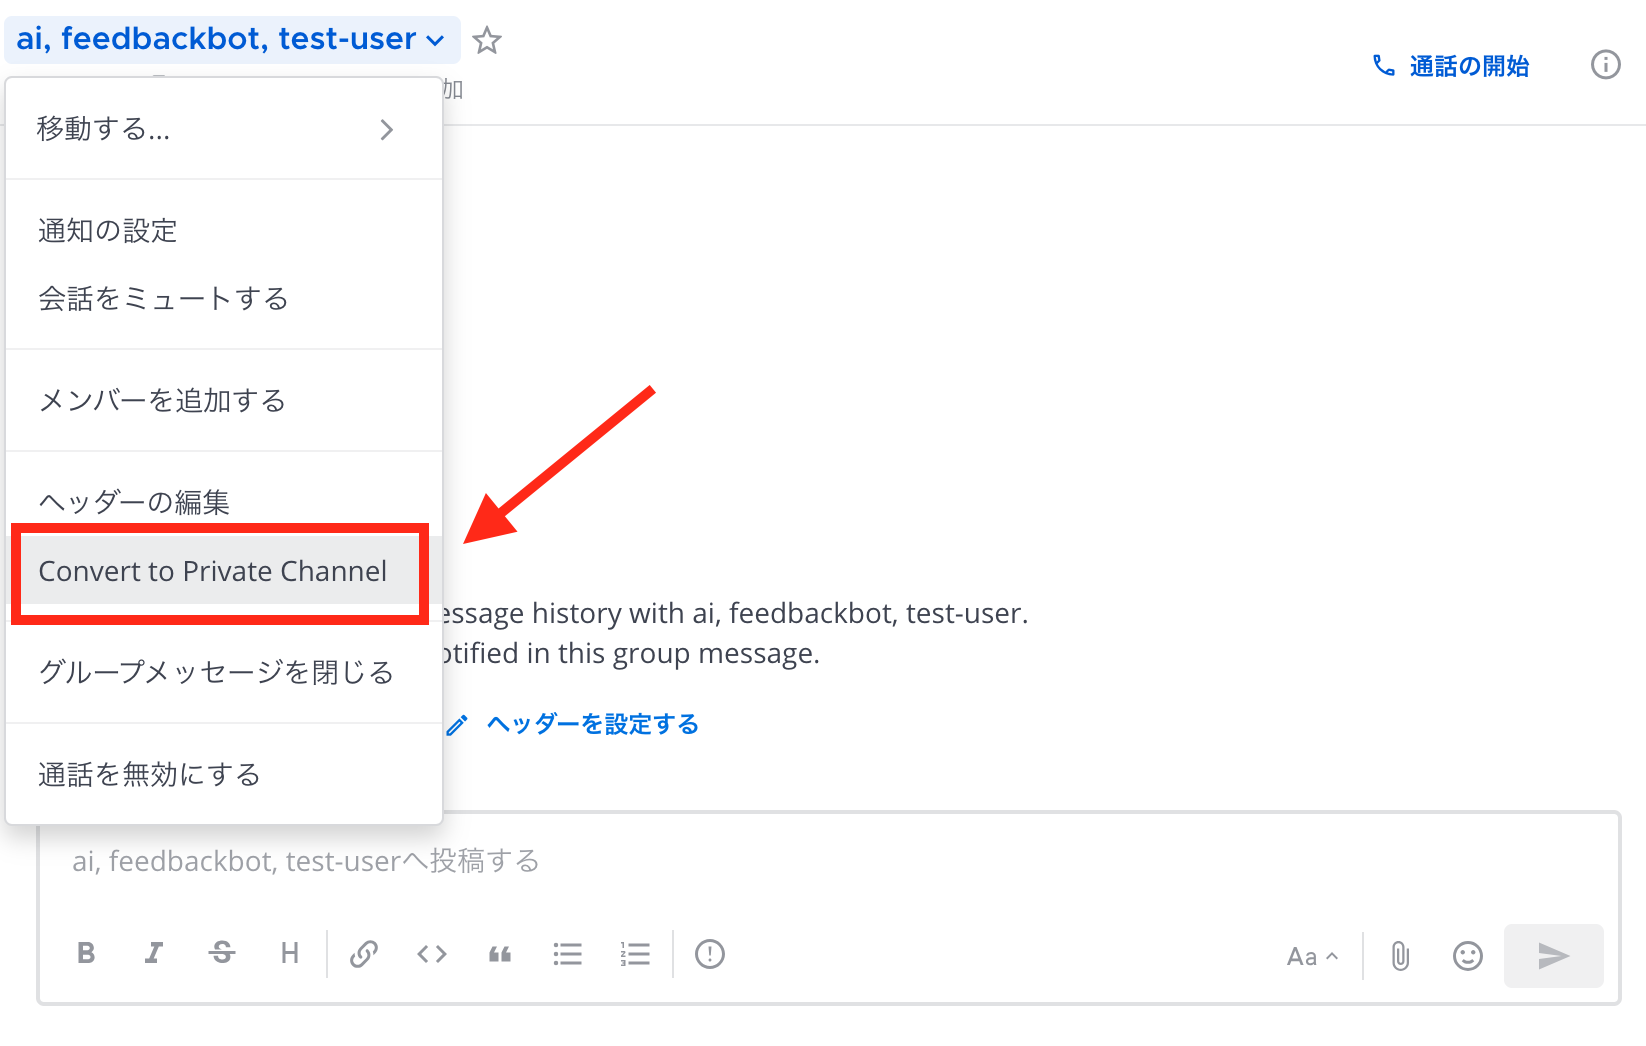 ai, feedbackbot, test-user
加
通話の開始
移動する...
通知の設定
会話をミュートする
メンバーを追加する
ヘッダーの編集
Convert to Private Channel
グループメッセージを閉じる
通話を無効にする
essage history with ai, feedbackbot, test-user.
otified in this group message.
ヘッダーを設定する
ai, feedbackbot, test-userへ投稿する
B I S H
Aa